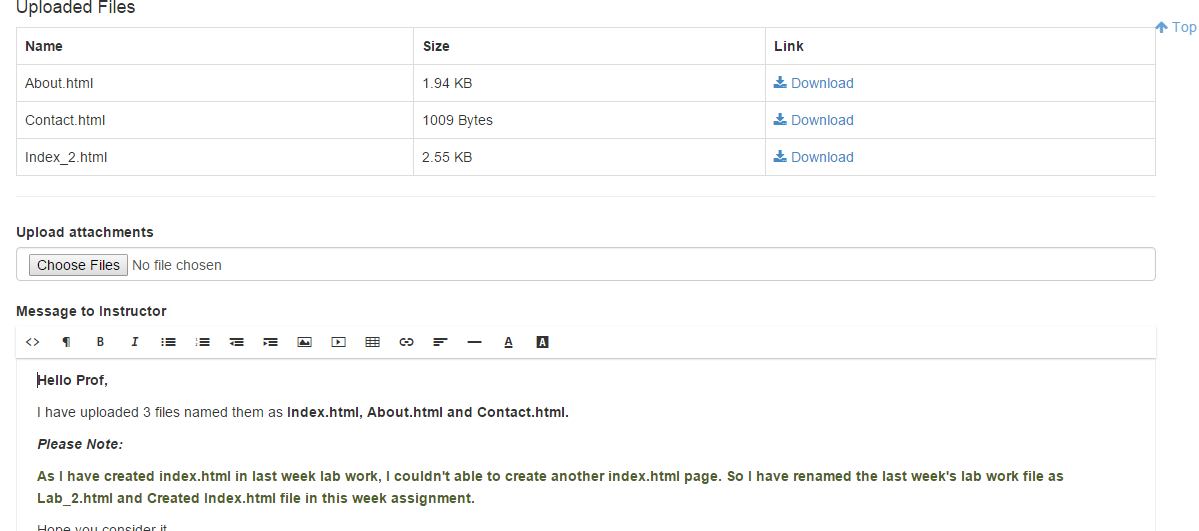 Uploaded Files
Top
Name Size Link
About.html 1.94 KB Download
Contact.html 1009 Bytes Download
Index_2.html 2.55 KB Download
Upload attachments
Choose Files No file chosen
Message to Instructor
Hello Prof,
I have uploaded 3 files named them as Index.html, About.html and Contact.html.
Please Note:
As I have created index.html in last week lab work, I couldn't able to create another index.html page. So I have renamed the last week's lab work file as
Lab_2.html and Created Index.html file in this week assignment.
Hope you consider it